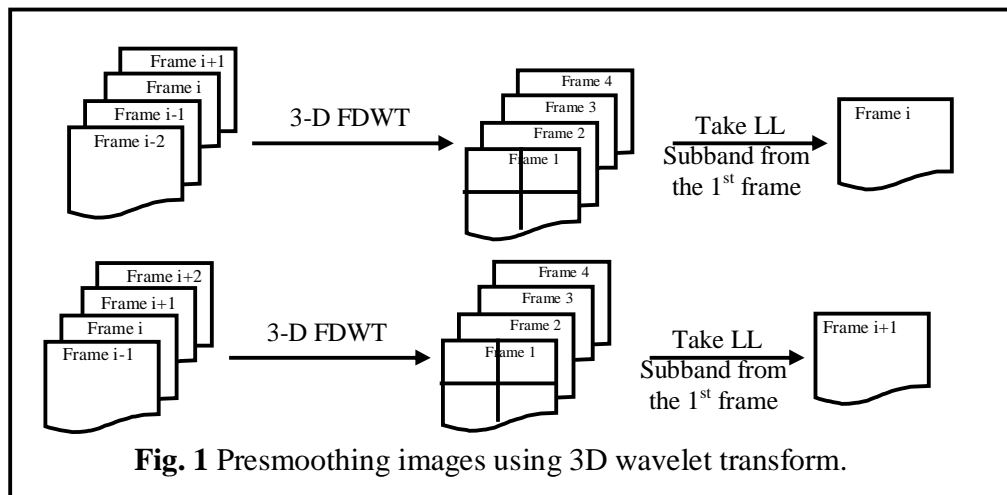 Frame i+1
Frame i
Frame i-1
Frame i-2
3-D FDWT
Frame 4
Frame 3
Frame 2
Frame 1
Take LL
Subband from
the 1st frame
Frame i
Frame i+2
Frame i+1
Frame i
Frame i-1
3-D FDWT
Frame 4
Frame 3
Frame 2
Frame 1
Take LL
Subband from
the 1st frame
Frame i+1
Fig. 1 Presmoothing images using 3D wavelet transform.